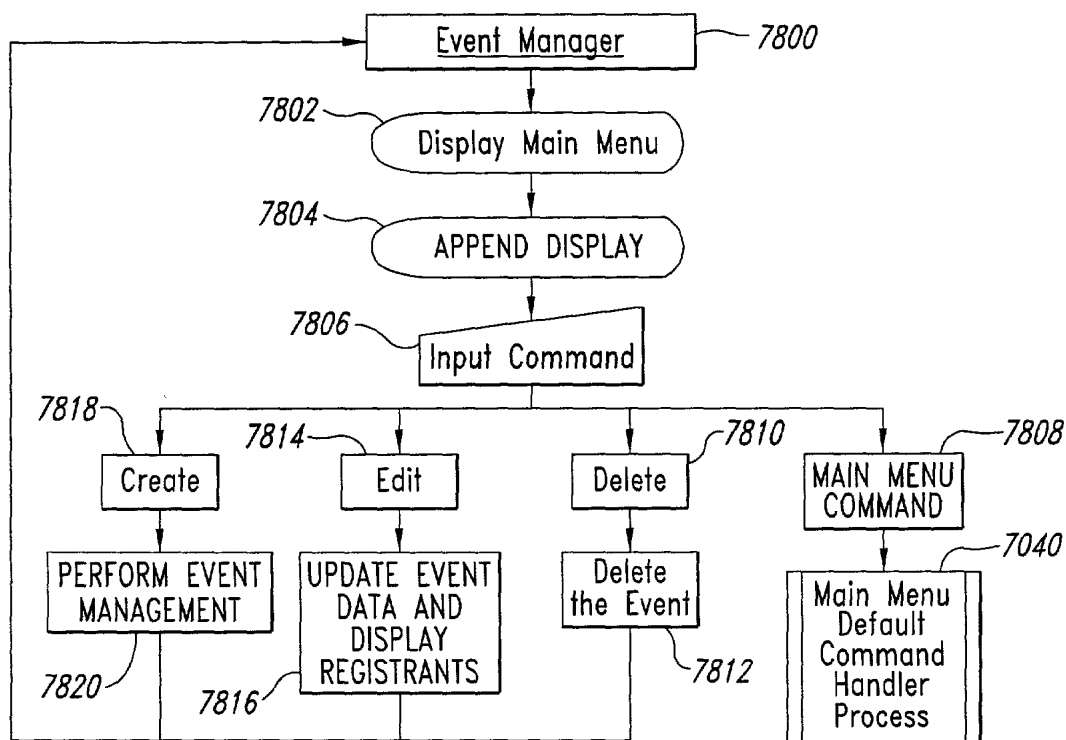 Event Manager
7800
7802
Display Main Menu
7804
APPEND DISPLAY
7806
Input Command
7818
7814
7810
7808
Create
Edit
Delete
MAIN MENU
COMMAND
7040
PERFORM EVENT
MANAGEMENT
UPDATE EVENT
DATA AND
DISPLAY
REGISTRANTS
Delete
the Event
Main Menu
Default
Command
Handler
Process
7820
7816
7812